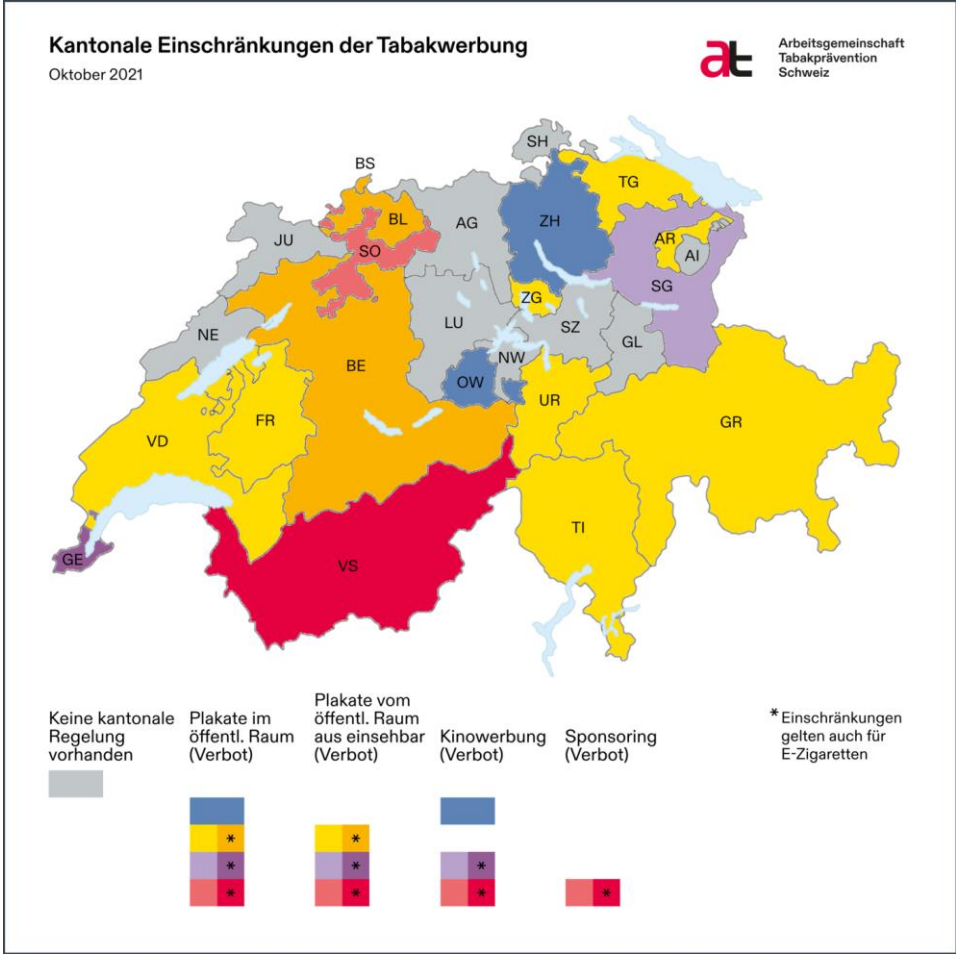 Kantonale Einschränkungen der Tabakwerbung
Oktober 2021
at
Arbeitsgemeinschaft
Tabakprävention
Schweiz
SH
BS
TG
BL
AG
ZH
JU
SO
AR
AI
SG
ZG
NE
LU
SZ
GL
BE
NW
OW
UR
FR
GR
VD
TI
GE
VS
Keine kantonale
Regelung
vorhanden
Plakate im
öffentl. Raum
(Verbot)
Plakate vom
öffentl. Raum
aus einsehbar
(Verbot)
Kinowerbung
(Verbot)
Sponsoring
(Verbot)
* Einschränkungen
gelten auch für
E-Zigaretten
* *
* * *
* * * *